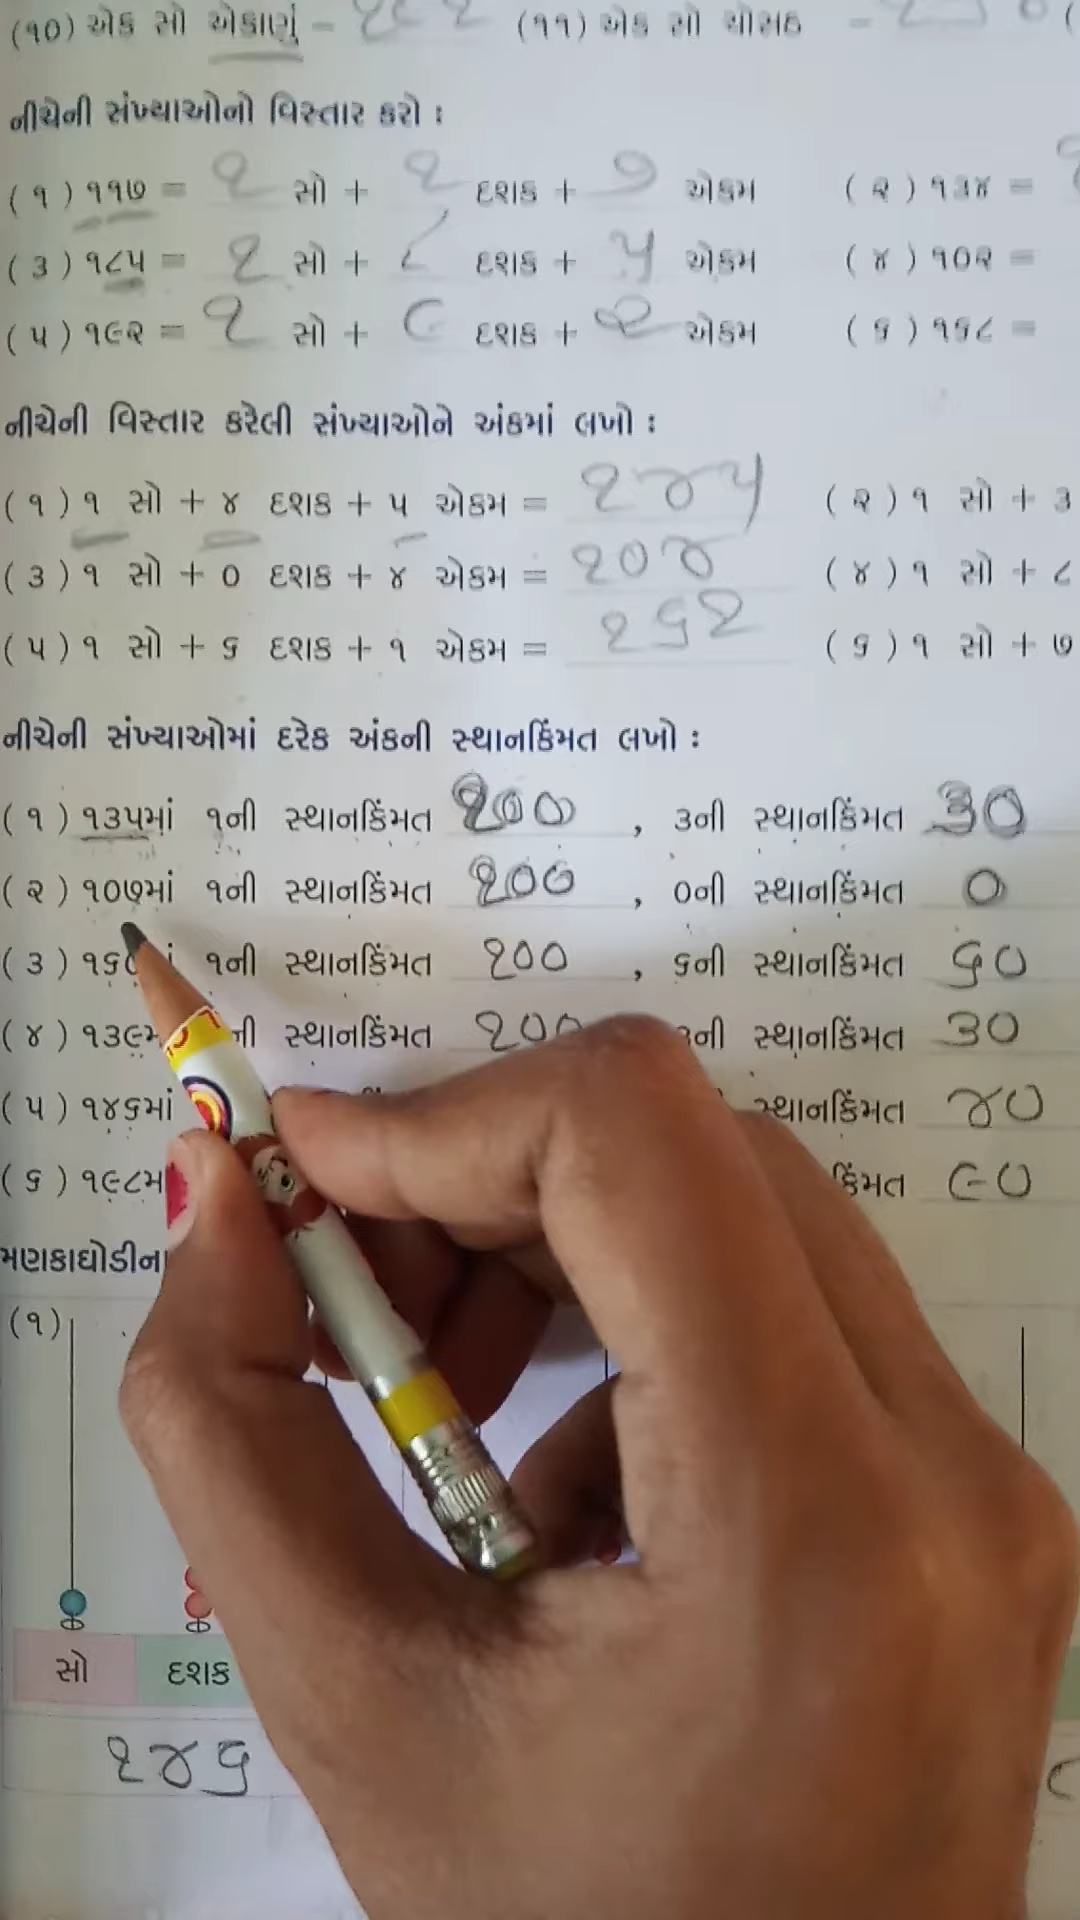 (૧૦) એક સો એકાણું - ૧૯૧ (૧૧) એક સો ચોસઠ -
નીચેની સંખ્યાઓનો વિસ્તાર કરો :
(૧) ૧૧૭ = ૧ સો + ૧ દશક + ૭ એકમ (૨) ૧૩૪ =
(૩) ૧૮૫ = ૧ સો + ૮ દશક + ૫ એકમ (૪) ૧૦૨ =
(૫) ૧૯૨ = ૧ સો + ૯ દશક + ૨ એકમ (૬) ૧૬૮ =
નીચેની વિસ્તાર કરેલી સંખ્યાઓને અંકમાં લખો :
(૧) ૧ સો + ૪ દશક + ૫ એકમ = ૧૪૫ (૨) ૧ સો + ૩
(૩) ૧ સો + ૦ દશક + ૪ એકમ = ૧૦૪ (૪) ૧ સો + ૮
(૫) ૧ સો + ૬ દશક + ૧ એકમ = ૧૬૧ (૬) ૧ સો + ૭
નીચેની સંખ્યાઓમાં દરેક અંકની સ્થાનકિંમત લખો :
(૧) ૧૩૫માં ૧ની સ્થાનકિંમત ૧૦૦ , ૩ની સ્થાનકિંમત ૩૦
(૨) ૧૦૭માં ૧ની સ્થાનકિંમત ૧૦૦ , ૦ની સ્થાનકિંમત ૦
(૩) ૧ની સ્થાનકિંમત ૧૦૦ , ૬ની સ્થાનકિંમત ૬૦
(૪) ૧૩૯માં ની સ્થાનકિંમત ૧૦૦ ૩ની સ્થાનકિંમત ૩૦
(૫) ૧૪૬માં સ્થાનકિંમત ૪૦
(૬) ૧૯૮મ કિંમત ૯૦
મણકાઘોડીના
(૧)
સો દશક
૧૪૬